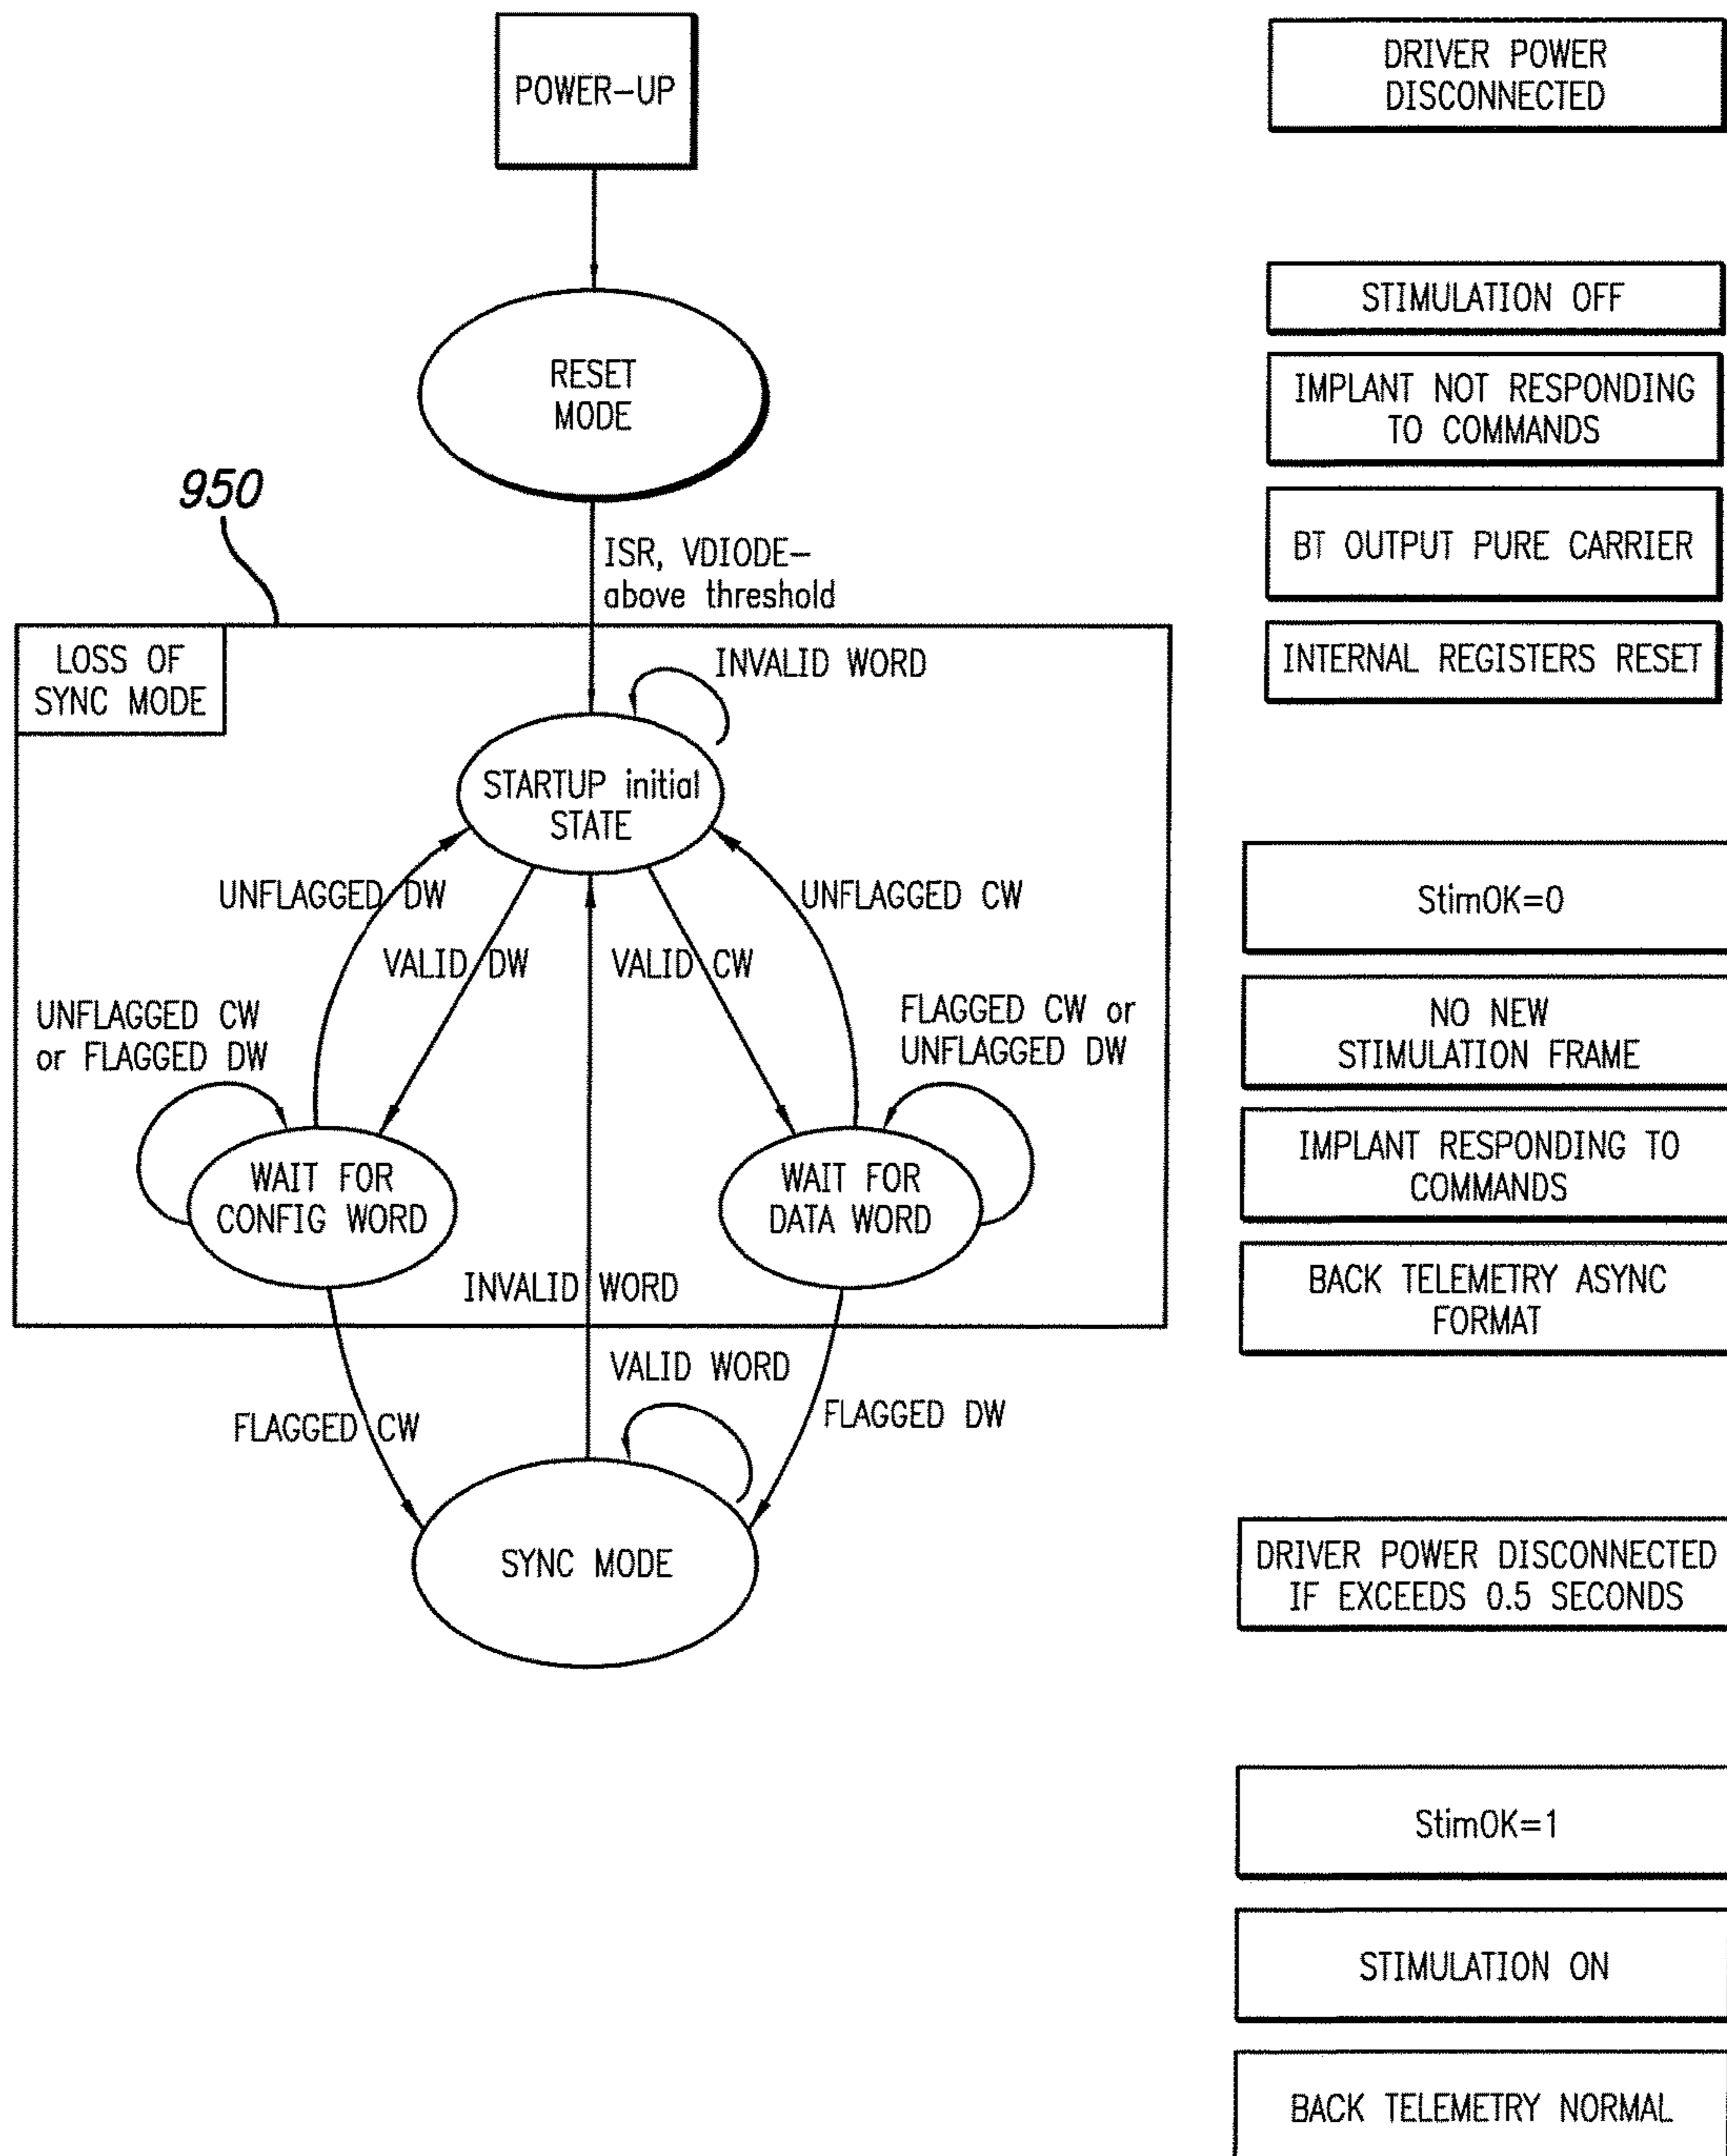 POWER-UP
DRIVER POWER
DISCONNECTED
RESET
MODE
STIMULATION OFF
IMPLANT NOT RESPONDING
TO COMMANDS
BT OUTPUT PURE CARRIER
INTERNAL REGISTERS RESET
950
ISR, VDIODE-
above threshold
LOSS OF
SYNC MODE
INVALID WORD
STARTUP initial
STATE
UNFLAGGED DW
UNFLAGGED CW
VALID DW
VALID CW
UNFLAGGED CW
or FLAGGED DW
FLAGGED CW or
UNFLAGGED DW
WAIT FOR
CONFIG WORD
WAIT FOR
DATA WORD
INVALID WORD
VALID WORD
FLAGGED CW
FLAGGED DW
SYNC MODE
StimOK=0
NO NEW
STIMULATION FRAME
IMPLANT RESPONDING TO
COMMANDS
BACK TELEMETRY ASYNC
FORMAT
DRIVER POWER DISCONNECTED
IF EXCEEDS 0.5 SECONDS
StimOK=1
STIMULATION ON
BACK TELEMETRY NORMAL